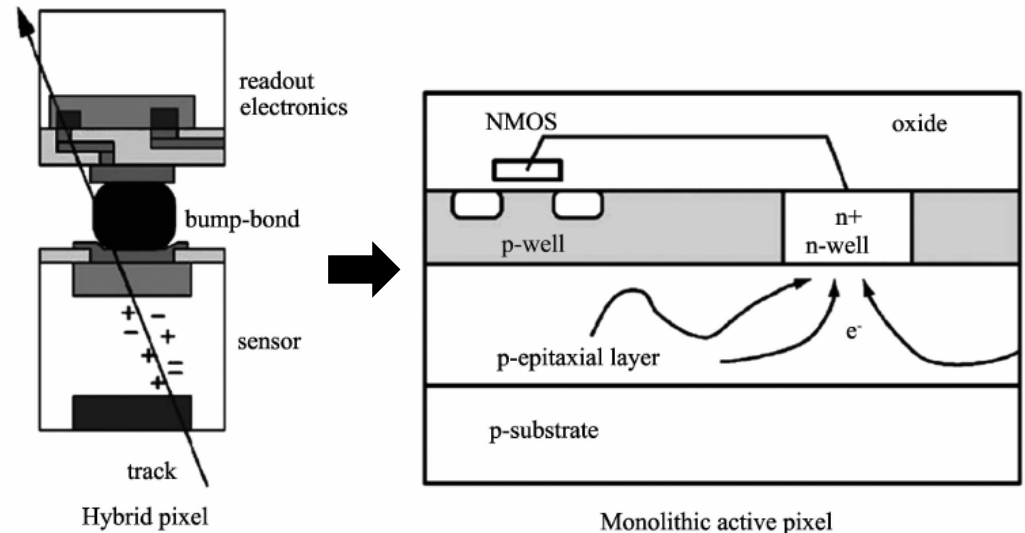 readout
electronics
bump-bond
+ −
− +
+ −
+ −
sensor
track
Hybrid pixel
NMOS
oxide
n+
p-well
n-well
e-
p-epitaxial layer
p-substrate
Monolithic active pixel